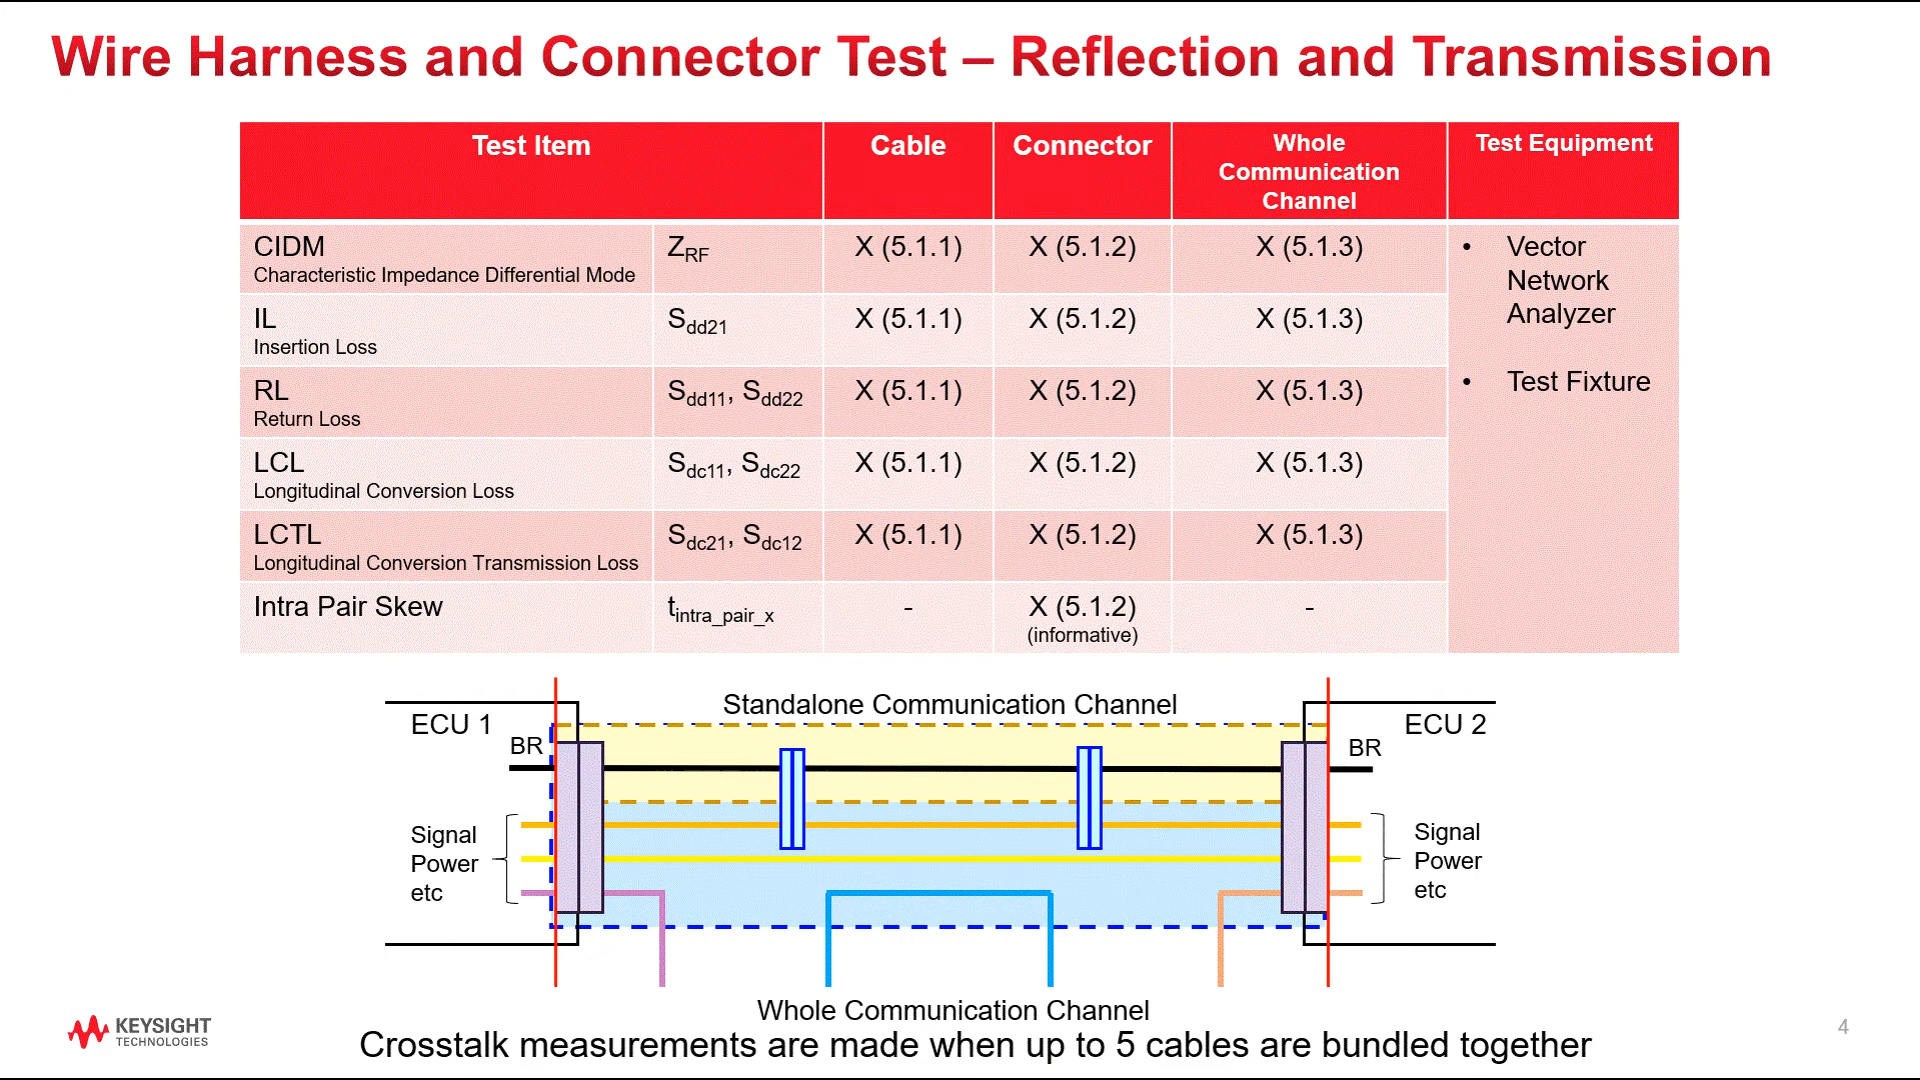 Wire Harness and Connector Test – Reflection and Transmission
Test Item
Cable
Connector
Whole
Communication
Channel
Test Equipment
CIDM
Characteristic Impedance Differential Mode
ZRF
X (5.1.1)
X (5.1.2)
X (5.1.3)
• Vector
Network
Analyzer
• Test Fixture
IL
Insertion Loss
Sdd21
X (5.1.1)
X (5.1.2)
X (5.1.3)
RL
Return Loss
Sdd11, Sdd22
X (5.1.1)
X (5.1.2)
X (5.1.3)
LCL
Longitudinal Conversion Loss
Sdc11, Sdc22
X (5.1.1)
X (5.1.2)
X (5.1.3)
LCTL
Longitudinal Conversion Transmission Loss
Sdc21, Sdc12
X (5.1.1)
X (5.1.2)
X (5.1.3)
Intra Pair Skew
tintra_pair_x
-
X (5.1.2)
(informative)
-
Standalone Communication Channel
ECU 1
ECU 2
BR
BR
Signal
Power
etc
Signal
Power
etc
Whole Communication Channel
Crosstalk measurements are made when up to 5 cables are bundled together
KEYSIGHT
TECHNOLOGIES
4